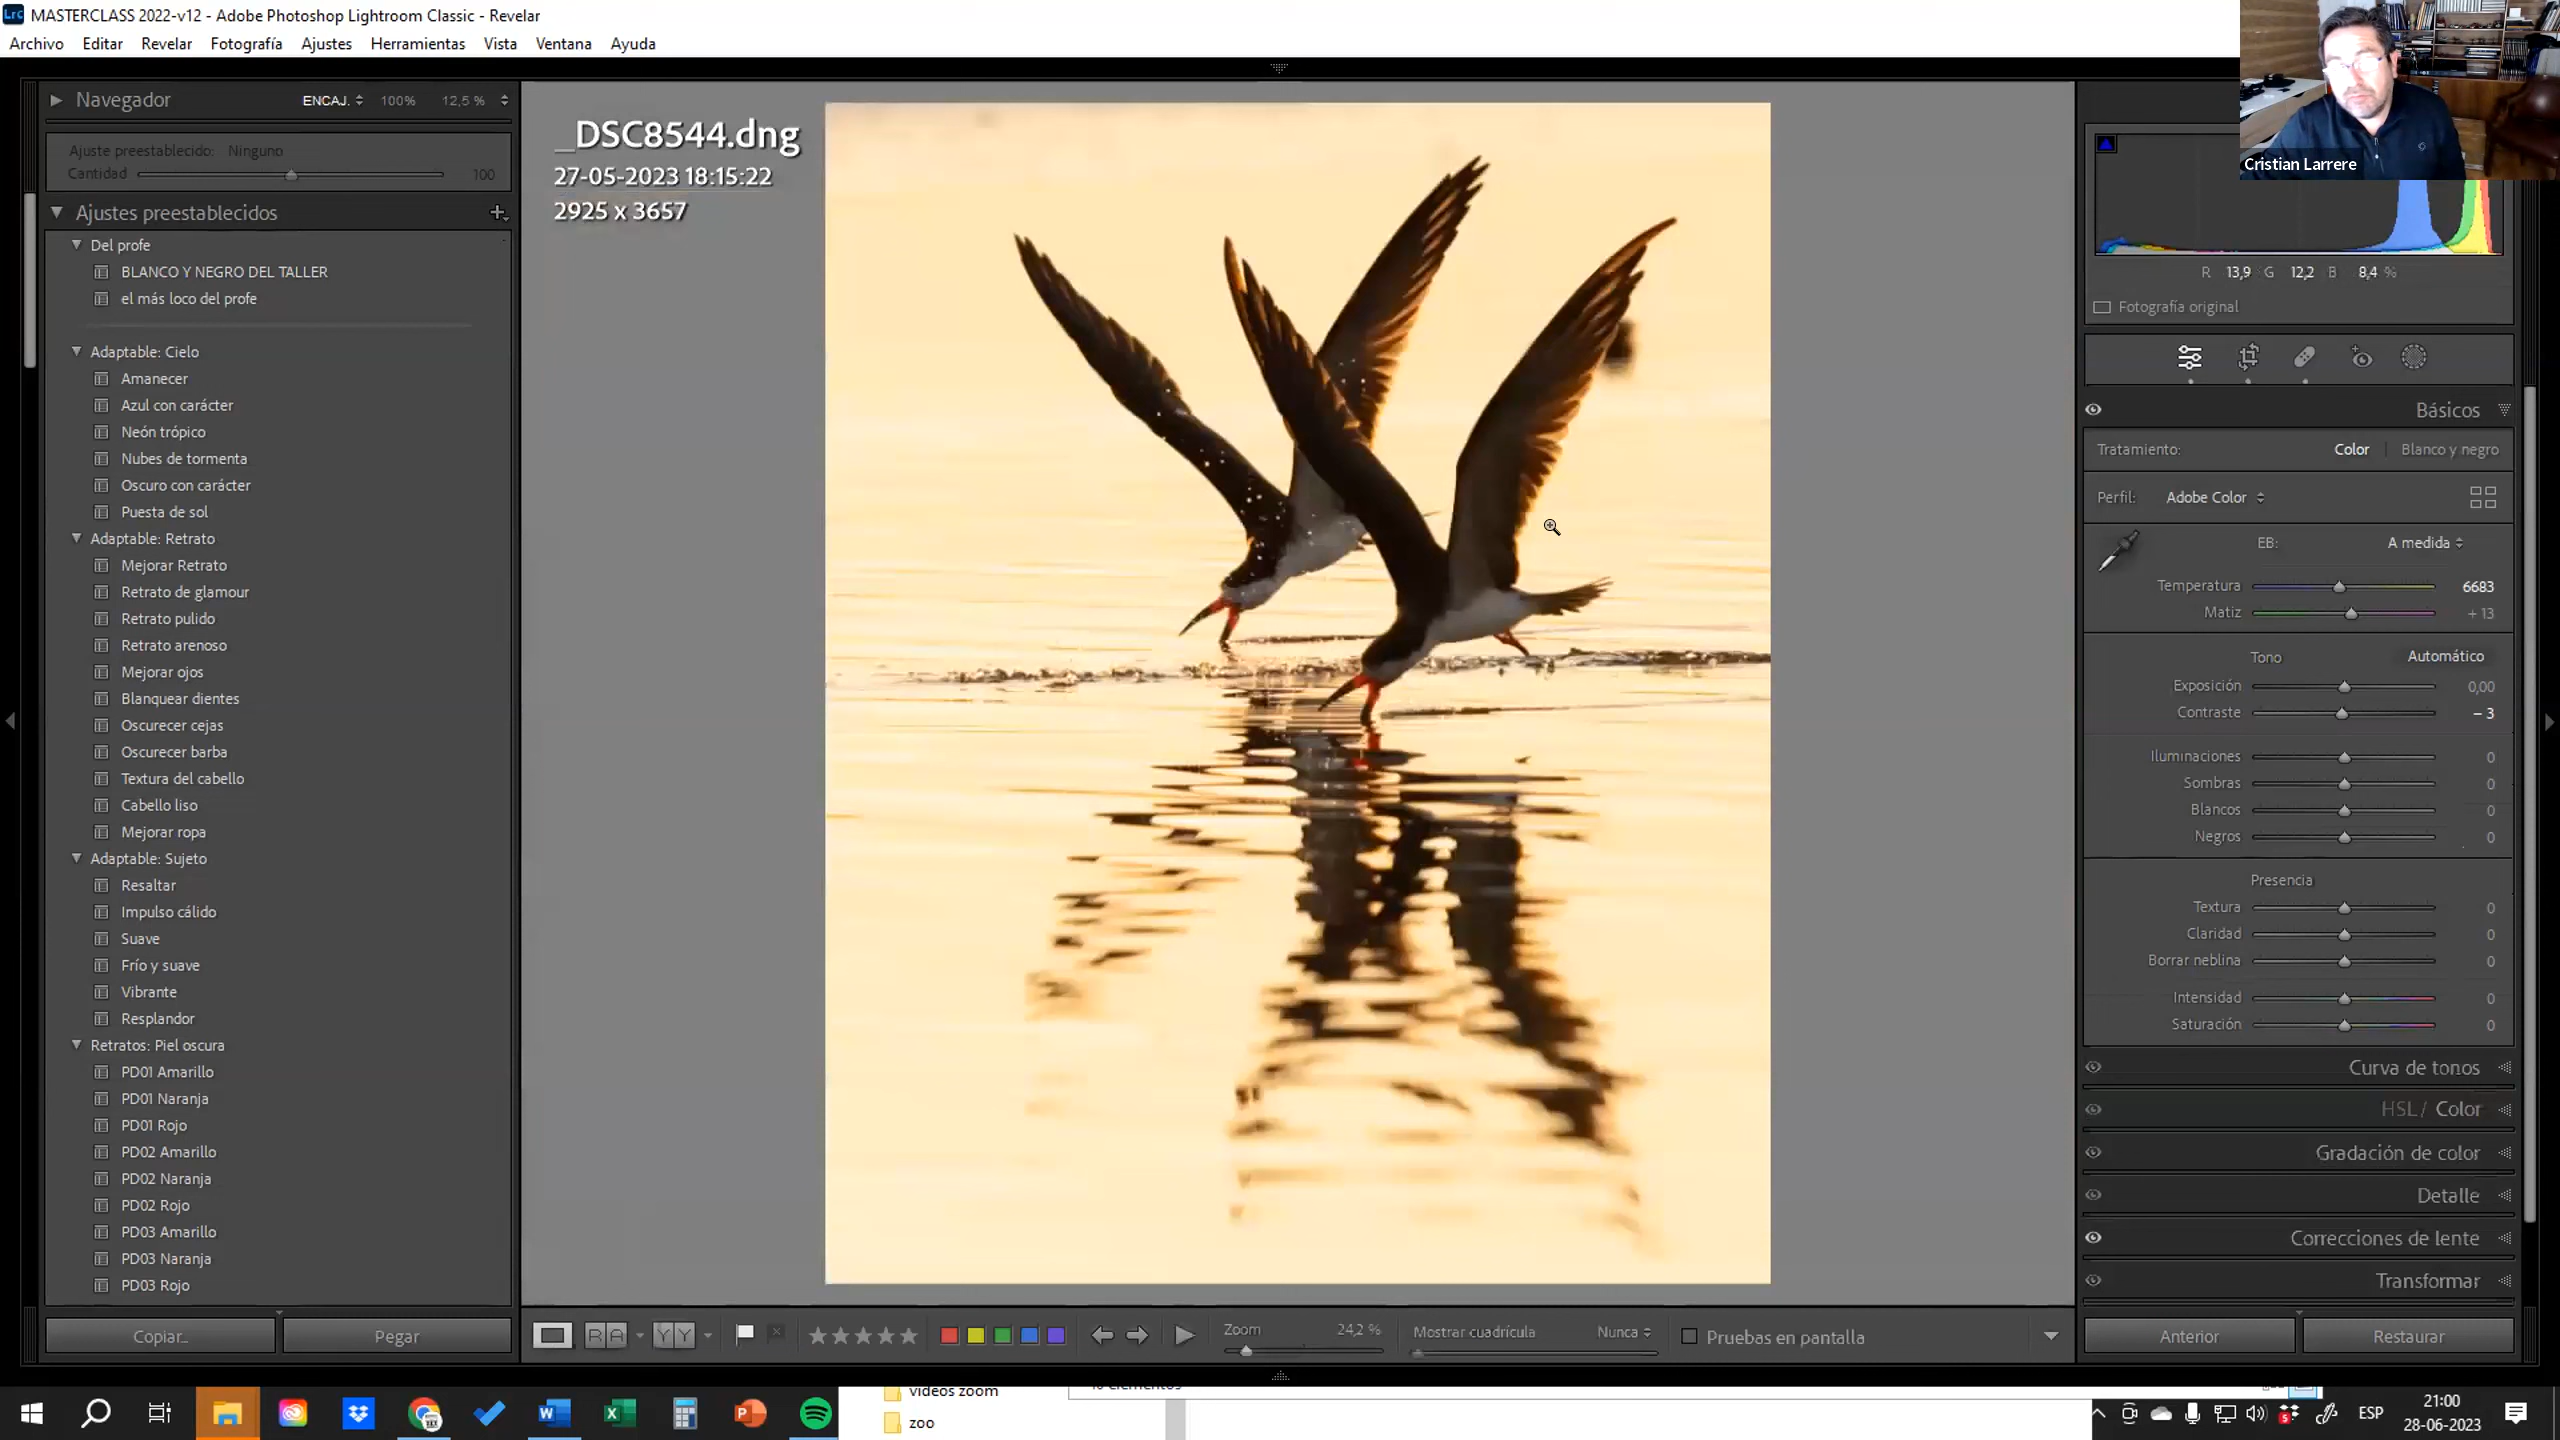 MASTERCLASS 2022-v12 - Adobe Photoshop Lightroom Classic - Revelar
Archivo Editar Revelar Fotografía Ajustes Herramientas Vista Ventana Ayuda
Cristian Larrere
Navegador ENCAJ. 100% 12,5 %
Ajuste preestablecido: Ninguno
Cantidad 100
Ajustes preestablecidos
Del profe
BLANCO Y NEGRO DEL TALLER
el más loco del profe
Adaptable: Cielo
Amanecer
Azul con carácter
Neón trópico
Nubes de tormenta
Oscuro con carácter
Puesta de sol
Adaptable: Retrato
Mejorar Retrato
Retrato de glamour
Retrato pulido
Retrato arenoso
Mejorar ojos
Blanquear dientes
Oscurecer cejas
Oscurecer barba
Textura del cabello
Cabello liso
Mejorar ropa
Adaptable: Sujeto
Resaltar
Impulso cálido
Suave
Frío y suave
Vibrante
Resplandor
Retratos: Piel oscura
PD01 Amarillo
PD01 Naranja
PD01 Rojo
PD02 Amarillo
PD02 Naranja
PD02 Rojo
PD03 Amarillo
PD03 Naranja
PD03 Rojo
Copiar... Pegar
_DSC8544.dng
27-05-2023 18:15:22
2925 x 3657
R 13,9 G 12,2 B 8,4 %
Fotografía original
Básicos
Tratamiento: Color Blanco y negro
Perfil: Adobe Color
EB: A medida
Temperatura 6683
Matiz + 13
Tono Automático
Exposición 0,00
Contraste – 3
Iluminaciones 0
Sombras 0
Blancos 0
Negros 0
Presencia
Textura 0
Claridad 0
Borrar neblina 0
Intensidad 0
Saturación 0
Curva de tonos
HSL / Color
Gradación de color
Detalle
Correcciones de lente
Transformar
Anterior Restaurar
RA YY Zoom 24,2 % Mostrar cuadrícula Nunca Pruebas en pantalla
videos zoom
zoo
ESP
21:00
28-06-2023